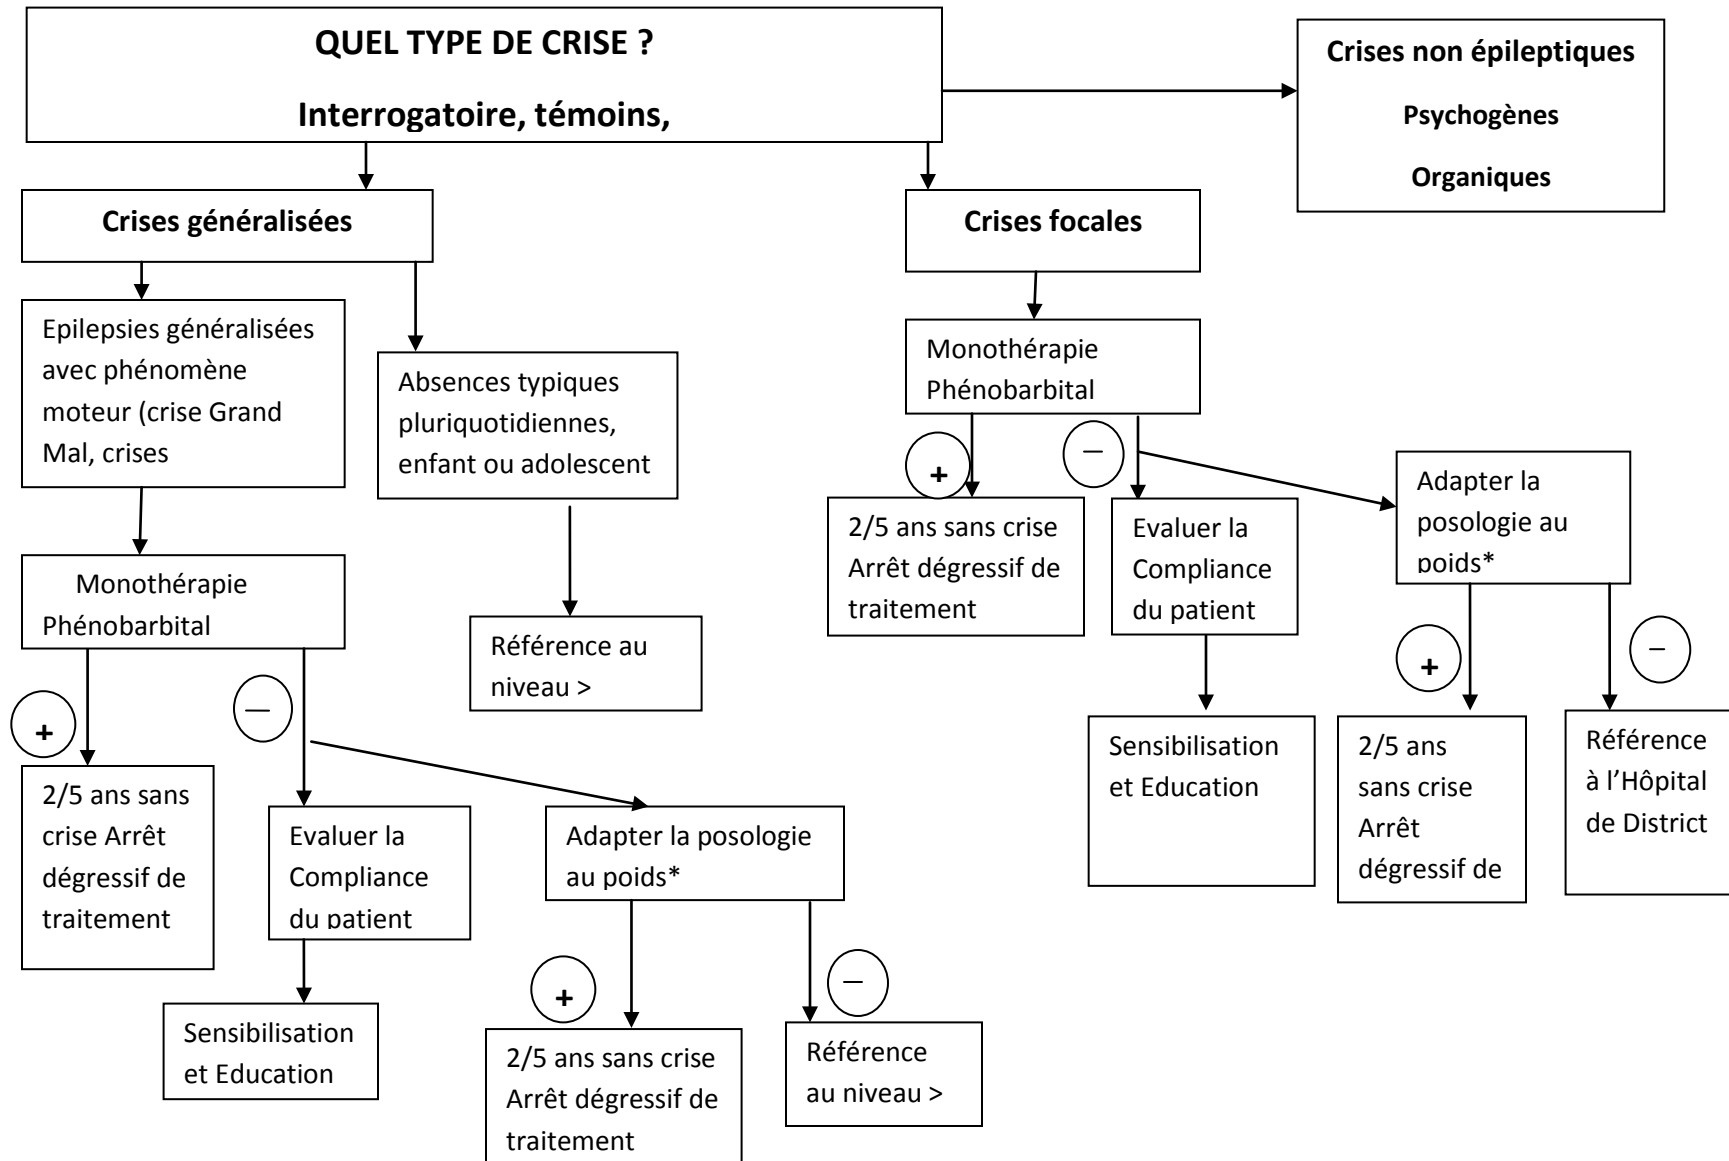 QUEL TYPE DE CRISE ?
Interrogatoire, témoins,
Crises non épileptiques
Psychogènes
Organiques
Crises généralisées
Crises focales
Epilepsies généralisées
avec phénomène
moteur (crise Grand
Mal, crises
Absences typiques
pluriquotidiennes,
enfant ou adolescent
Monothérapie
Phénobarbital
+
—
Adapter la
posologie au
poids*
2/5 ans sans crise
Arrêt dégressif de
traitement
Evaluer la
Compliance
du patient
Monothérapie
Phénobarbital
Référence au
niveau >
+
—
+
—
Sensibilisation
et Education
2/5 ans
sans crise
Arrêt
dégressif de
Référence
à l’Hôpital
de District
2/5 ans sans
crise Arrêt
dégressif de
traitement
Evaluer la
Compliance
du patient
Adapter la posologie
au poids*
+
—
Sensibilisation
et Education
2/5 ans sans crise
Arrêt dégressif de
traitement
Référence
au niveau >